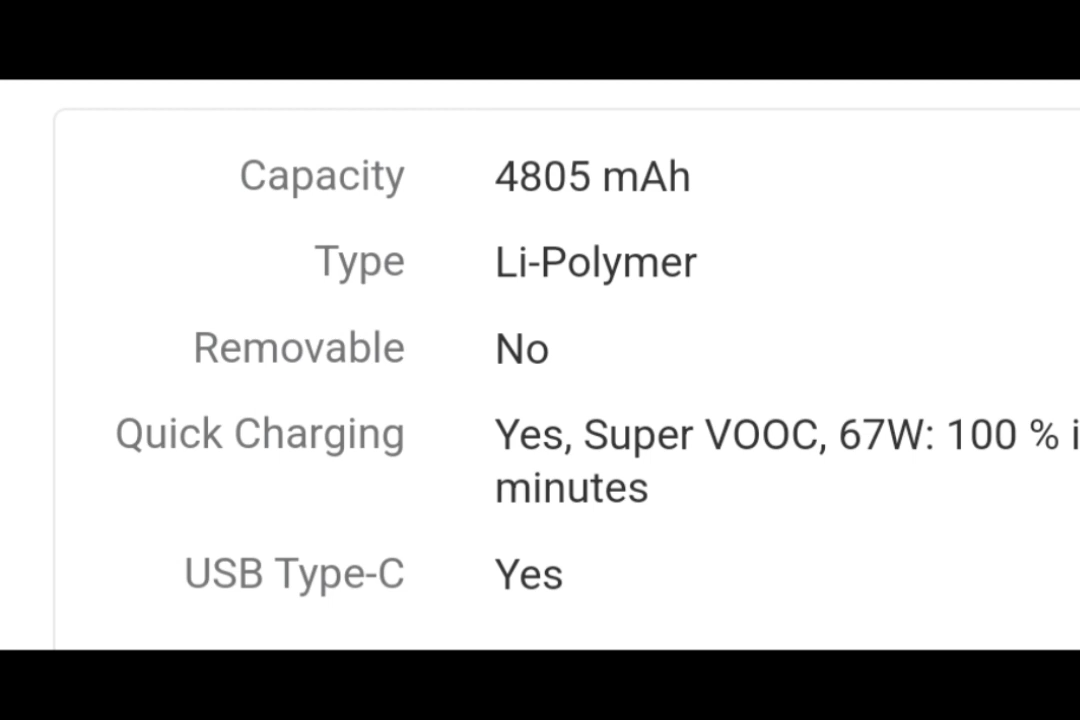 Capacity 4805 mAh
Type Li-Polymer
Removable No
Quick Charging Yes, Super VOOC, 67W: 100 %
minutes
USB Type-C Yes